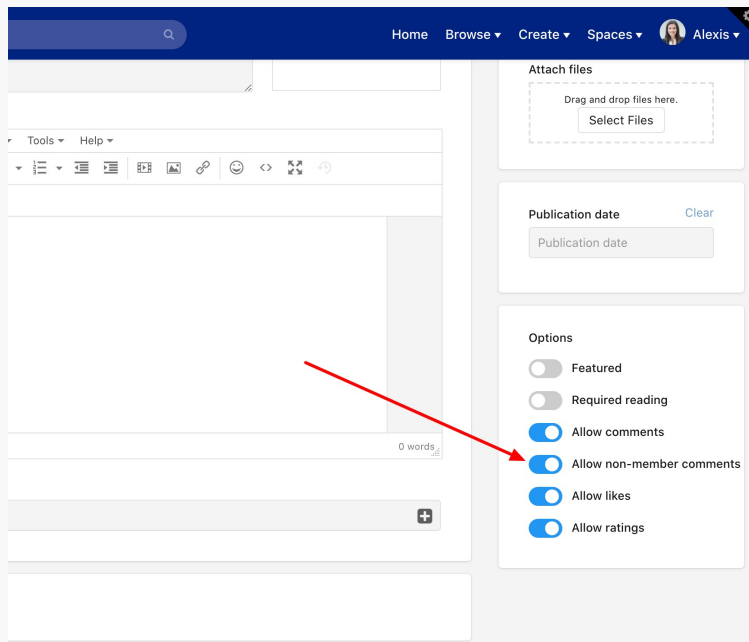 Home Browse ▾ Create ▾ Spaces ▾ Alexis ▾
Attach files
Drag and drop files here.
Select Files
Tools ▾ Help ▾
Publication date Clear
Publication date
Options
Featured
Required reading
Allow comments
0 words
Allow non-member comments
Allow likes
Allow ratings